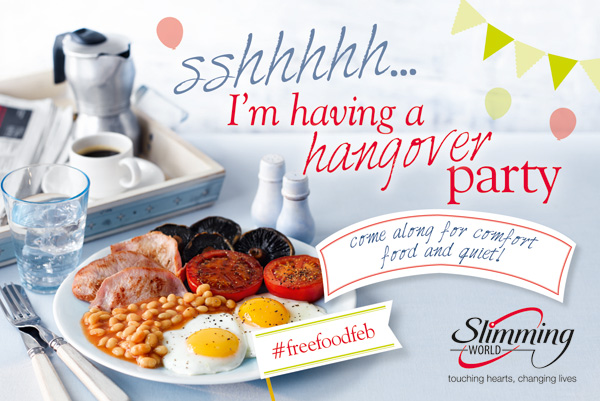 sshhhhh...
I'm having a
hangover
party
come along for comfort
food and quiet!
#freefoodfeb
Slimming
WORLD
touching hearts, changing lives